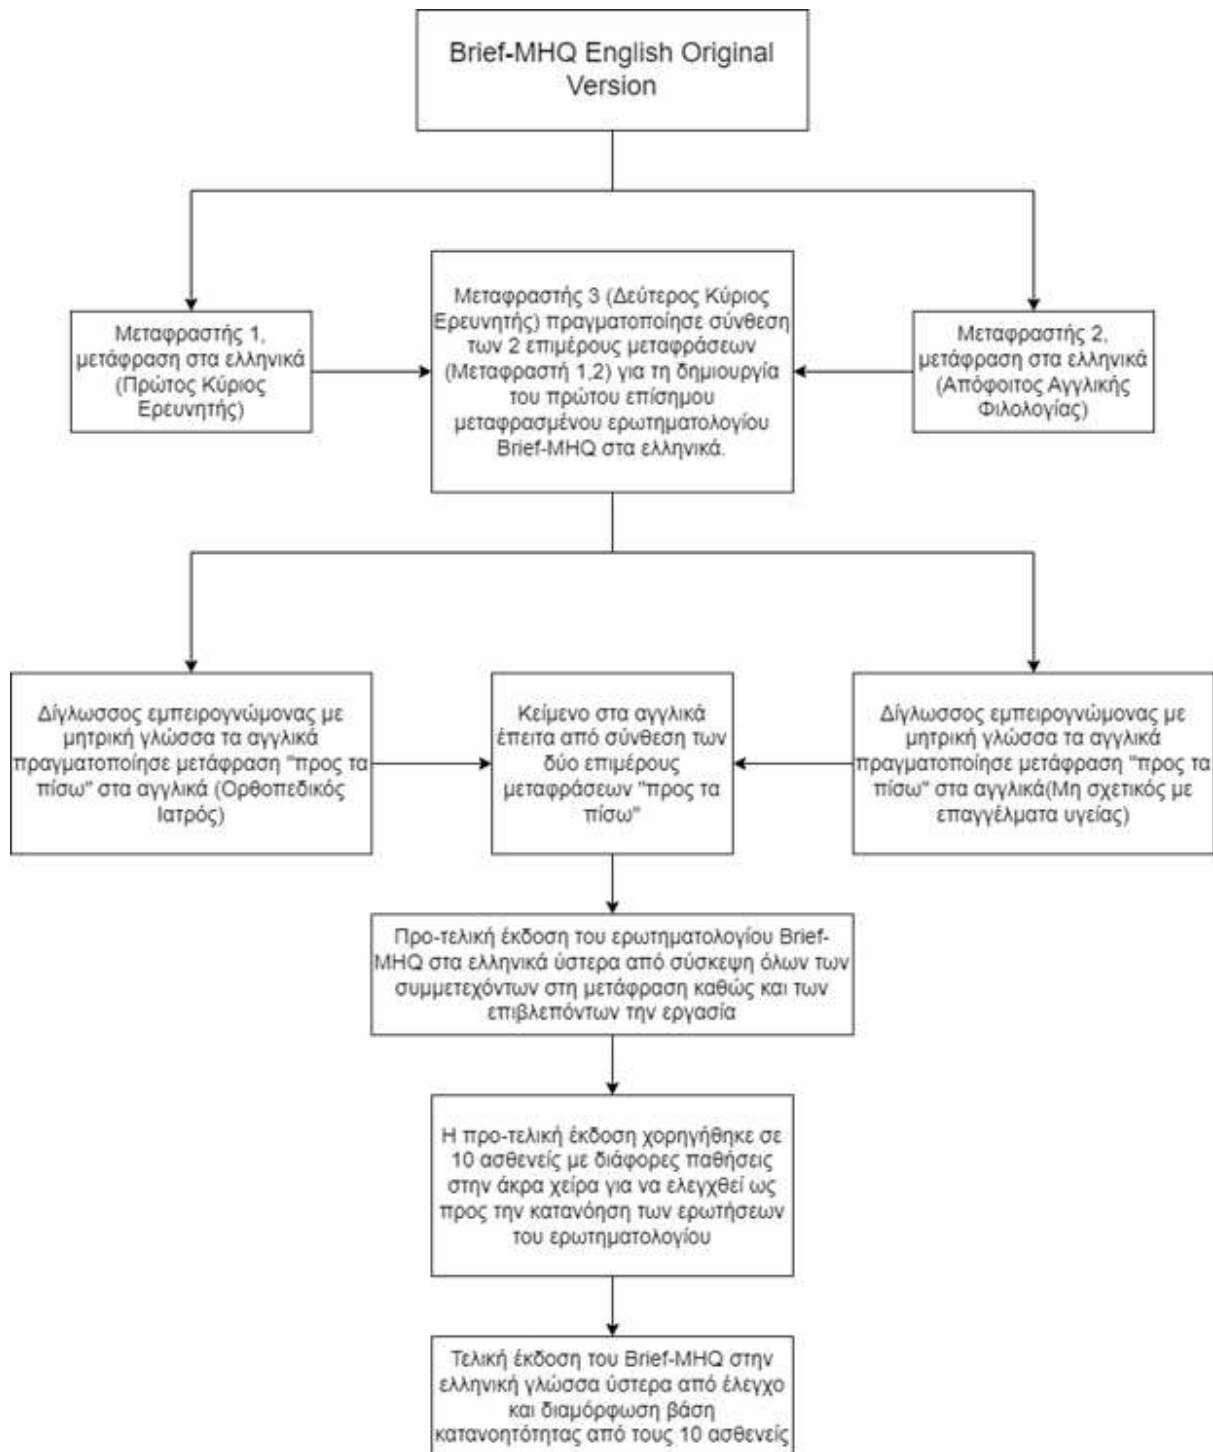 Brief-MHQ English Original
Version
Μεταφραστής 1,
μετάφραση στα ελληνικά
(Πρώτος Κύριος
Ερευνητής)
Μεταφραστής 3 (Δεύτερος Κύριος
Ερευνητής) πραγματοποίησε σύνθεση
των 2 επιμέρους μεταφράσεων
(Μεταφραστή 1,2) για τη δημιουργία
του πρώτου επίσημου
μεταφρασμένου ερωτηματολογίου
Brief-MHQ στα ελληνικά.
Μεταφραστής 2,
μετάφραση στα ελληνικά
(Απόφοιτος Αγγλικής
Φιλολογίας)
Δίγλωσσος εμπειρογνώμονας με
μητρική γλώσσα τα αγγλικά
πραγματοποίησε μετάφραση "προς τα
πίσω" στα αγγλικά (Ορθοπεδικός
Ιατρός)
Κείμενο στα αγγλικά
έπειτα από σύνθεση των
δύο επιμέρους
μεταφράσεων "προς τα
πίσω"
Δίγλωσσος εμπειρογνώμονας με
μητρική γλώσσα τα αγγλικά
πραγματοποίησε μετάφραση "προς τα
πίσω" στα αγγλικά(Μη σχετικός με
επαγγέλματα υγείας)
Προ-τελική έκδοση του ερωτηματολογίου Brief-
MHQ στα ελληνικά ύστερα από σύσκεψη όλων των
συμμετεχόντων στη μετάφραση καθώς και των
επιβλεπόντων την εργασία
Η προ-τελική έκδοση χορηγήθηκε σε
10 ασθενείς με διάφορες παθήσεις
στην άκρα χείρα για να ελεγχθεί ως
προς την κατανόηση των ερωτήσεων
του ερωτηματολογίου
Τελική έκδοση του Brief-MHQ στην
ελληνική γλώσσα ύστερα από έλεγχο
και διαμόρφωση βάση
κατανοητότητας από τους 10 ασθενείς